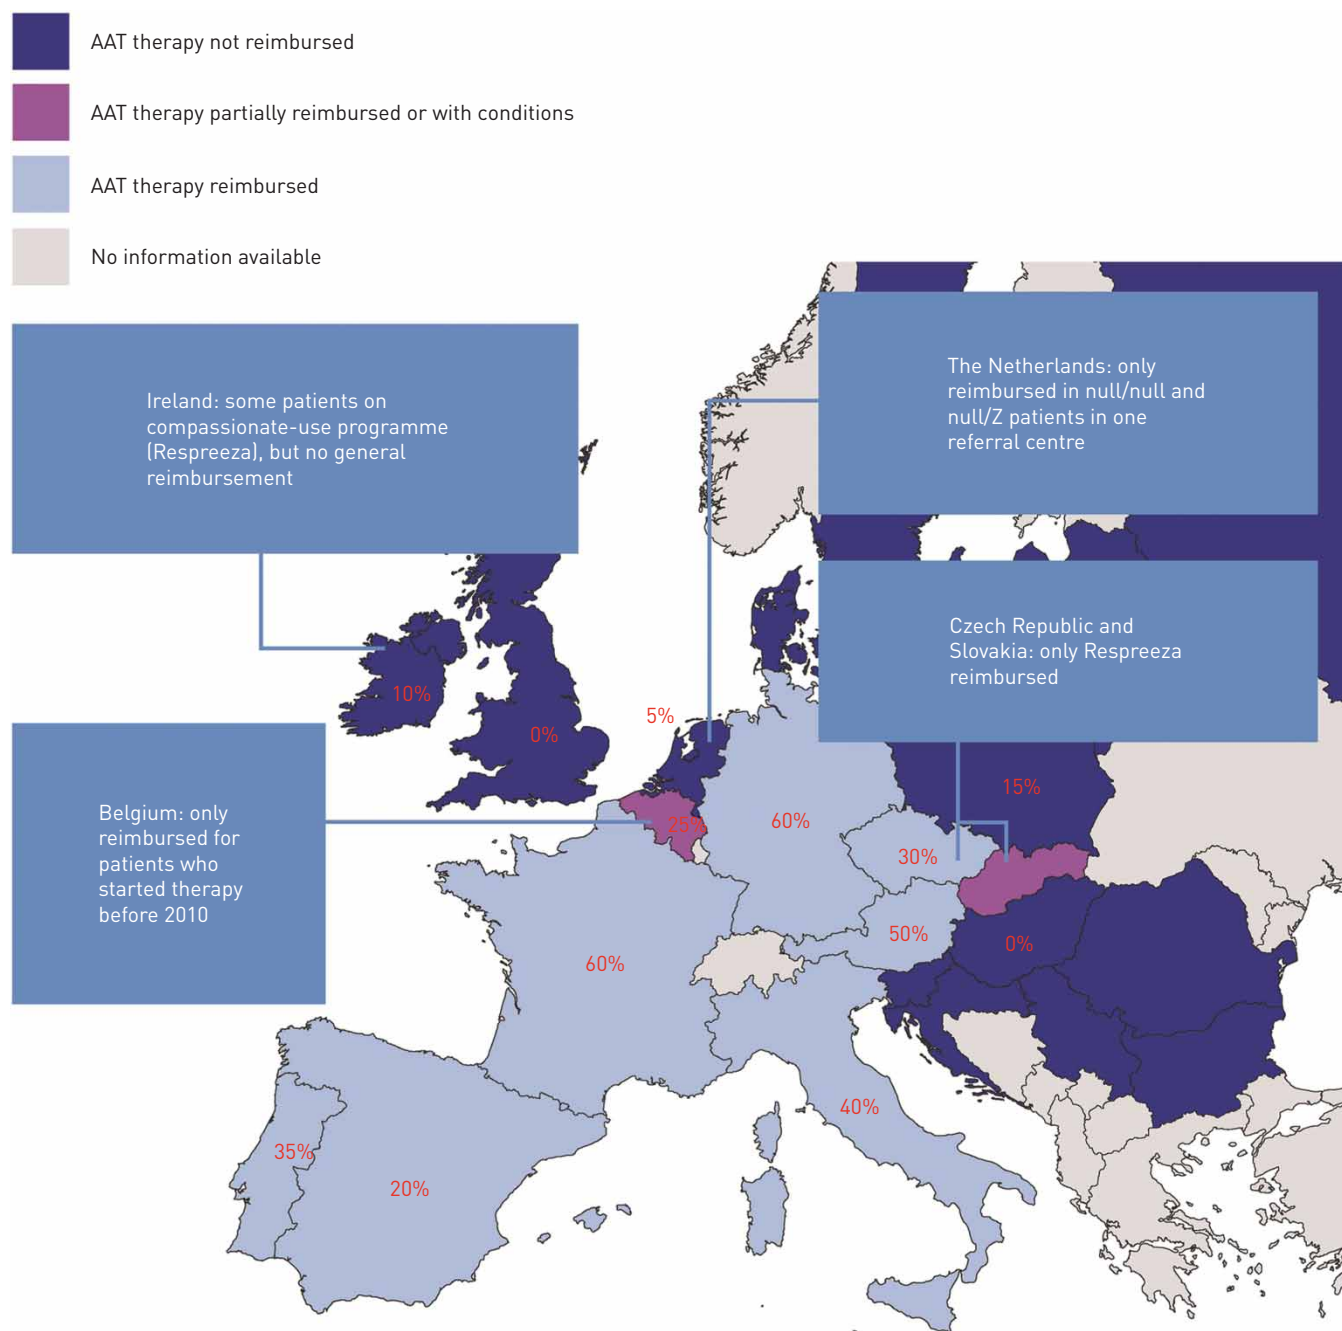 AAT therapy not reimbursed
AAT therapy partially reimbursed or with conditions
AAT therapy reimbursed
No information available
Ireland: some patients on
compassionate-use programme
(Respreeza), but no general
reimbursement
The Netherlands: only
reimbursed in null/null and
null/Z patients in one
referral centre
Czech Republic and
Slovakia: only Respreeza
reimbursed
Belgium: only
reimbursed for
patients who
started therapy
before 2010
10%
0%
5%
25%
60%
15%
30%
50%
0%
60%
40%
35%
20%